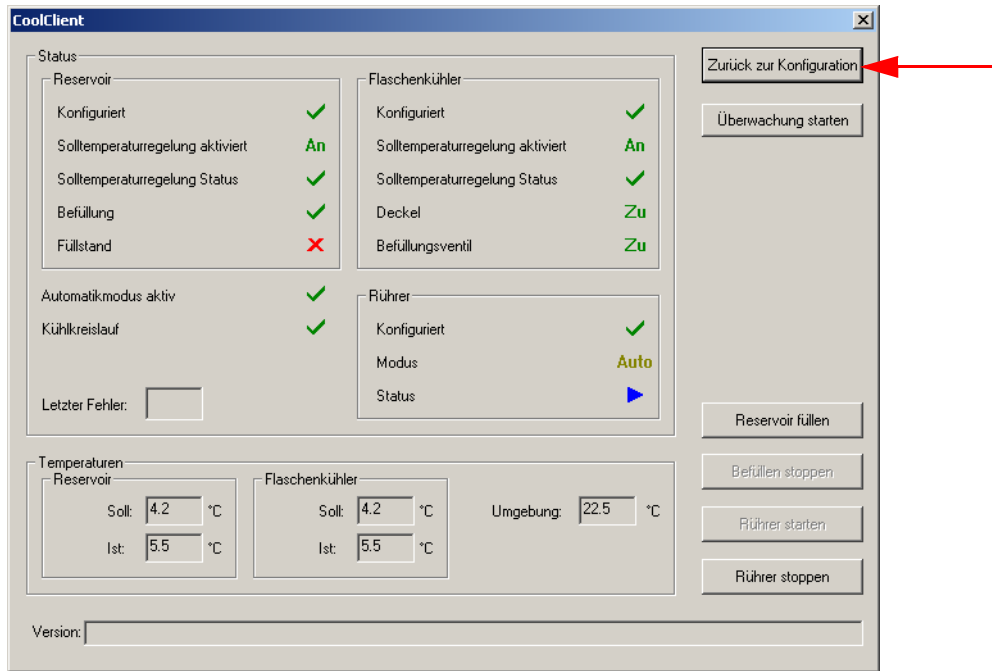 CoolClient
Status
Reservoir
Konfiguriert
Solltemperaturregelung aktiviert An
Solltemperaturregelung Status
Befüllung
Füllstand
Automatikmodus aktiv
Kühlkreislauf
Letzter Fehler:
Flaschenkühler
Konfiguriert
Solltemperaturregelung aktiviert An
Solltemperaturregelung Status
Deckel Zu
Befüllungsventil Zu
Rührer
Konfiguriert
Modus Auto
Status
Temperaturen
Reservoir
Soll: 4.2 °C
Ist: 5.5 °C
Flaschenkühler
Soll: 4.2 °C
Ist: 5.5 °C
Umgebung: 22.5 °C
Version:
Zurück zur Konfiguration
Überwachung starten
Reservoir füllen
Befüllen stoppen
Rührer starten
Rührer stoppen